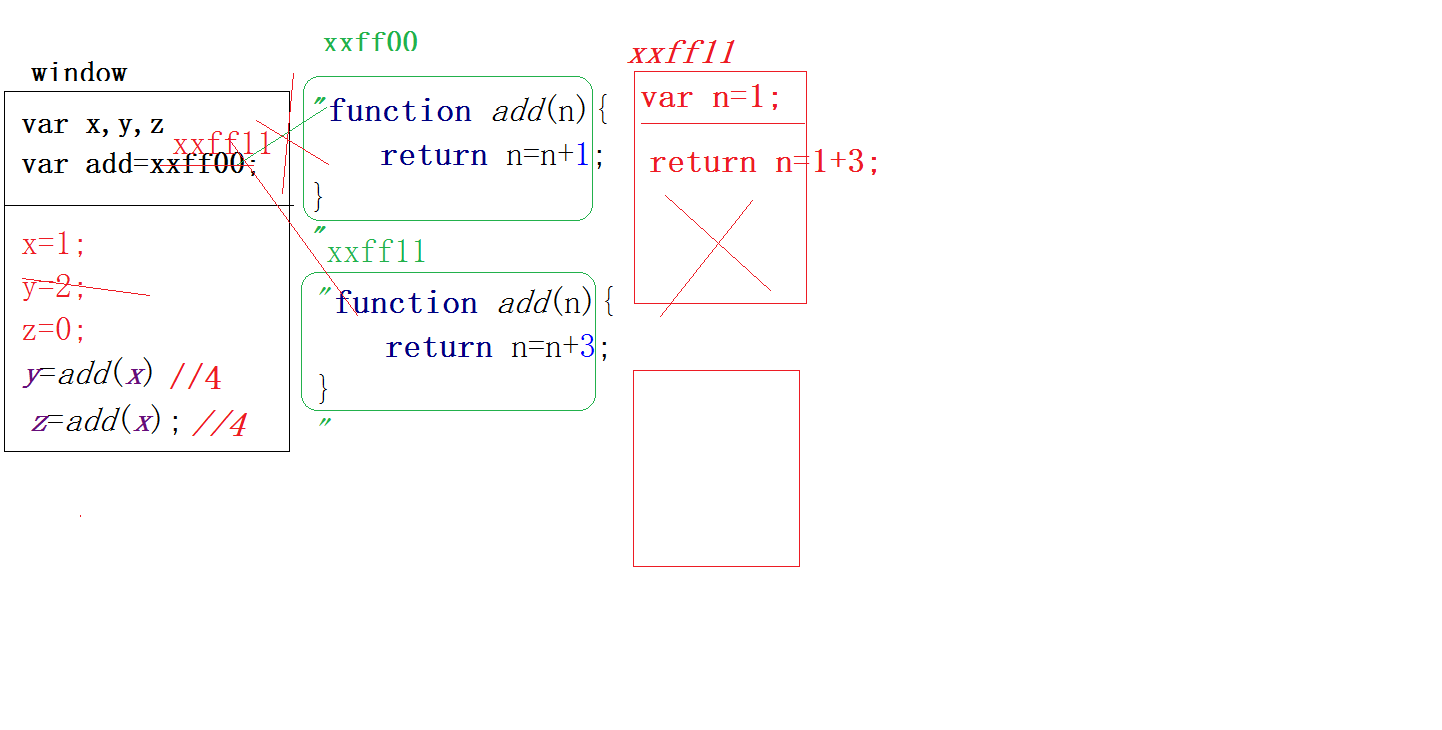 window
var x,y,z
xxff11
var add=xxff00;
x=1;
y=2;
z=0;
y=add(x) //4
z=add(x); //4
xxff00
"function add(n){
return n=n+1;
}
"
xxff11
"function add(n){
return n=n+3;
}
"
xxff11
var n=1;
return n=1+3;